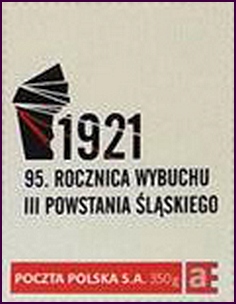 1921
95. ROCZNICA WYBUCHU
III POWSTANIA ŚLĄSKIEGO
POCZTA POLSKA S.A. 350g a